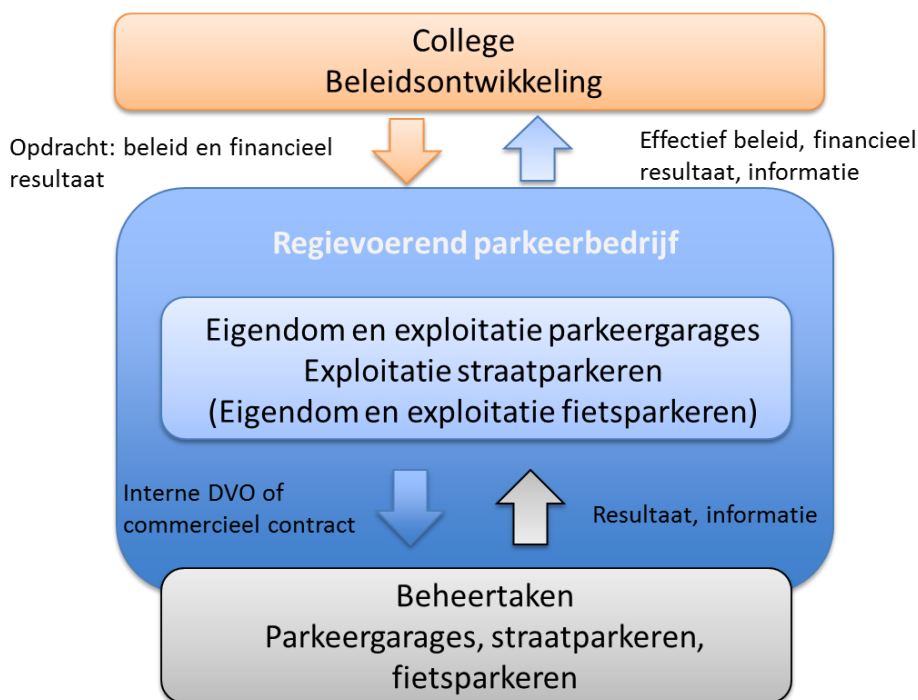 College
Beleidsontwikkeling
Opdracht: beleid en financieel
resultaat
Effectief beleid, financieel
resultaat, informatie
Regievoerend parkeerbedrijf
Eigendom en exploitatie parkeergarages
Exploitatie straatparkeren
(Eigendom en exploitatie fietsparkeren)
Interne DVO of
commercieel contract
Resultaat, informatie
Beheertaken
Parkeergarages, straatparkeren,
fietsparkeren